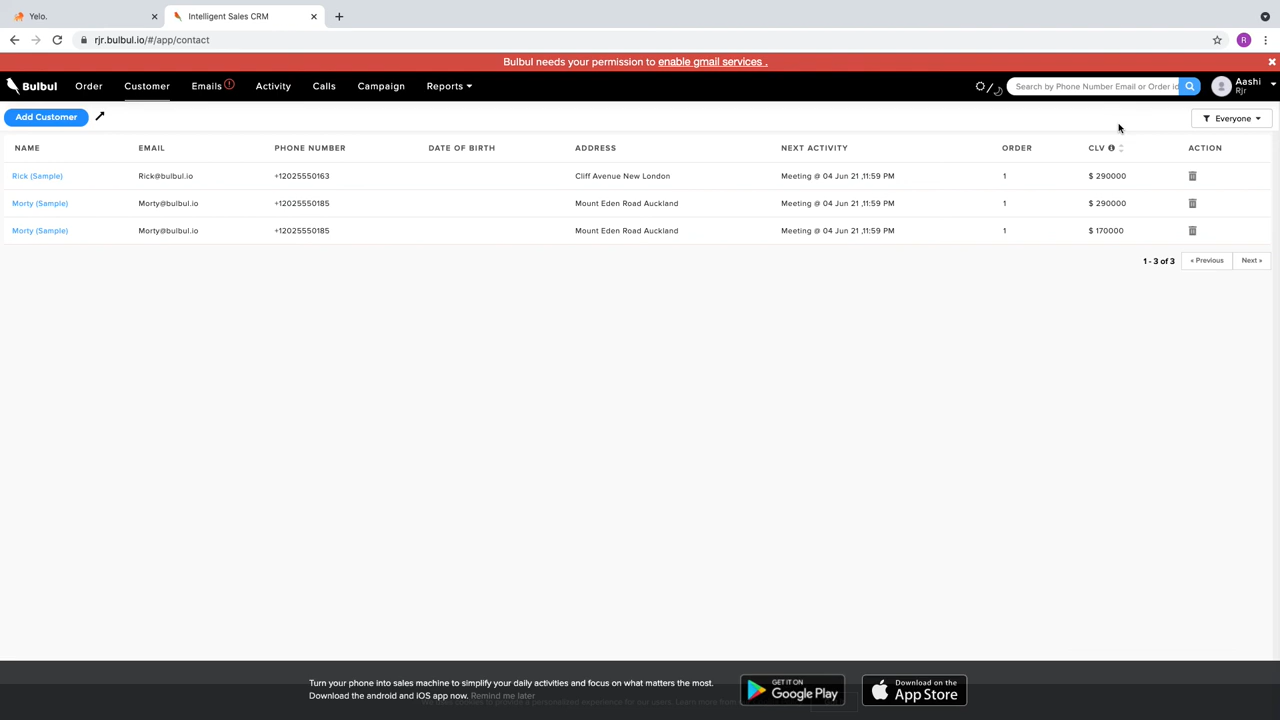 Yelo.
Intelligent Sales CRM
rjr.bulbul.io/#/app/contact
R
Bulbul needs your permission to enable gmail services .
Bulbul
Order
Customer
Emails
Activity
Calls
Campaign
Reports
Search by Phone Number Email or Order ic
Aashi
Rjr
Add Customer
Everyone
NAME EMAIL PHONE NUMBER DATE OF BIRTH ADDRESS NEXT ACTIVITY ORDER CLV ACTION
Rick (Sample) Rick@bulbul.io +12025550163 Cliff Avenue New London Meeting @ 04 Jun 21 ,11:59 PM 1 $ 290000
Morty (Sample) Morty@bulbul.io +12025550185 Mount Eden Road Auckland Meeting @ 04 Jun 21 ,11:59 PM 1 $ 290000
Morty (Sample) Morty@bulbul.io +12025550185 Mount Eden Road Auckland Meeting @ 04 Jun 21 ,11:59 PM 1 $ 170000
1 - 3 of 3 « Previous Next »
Turn your phone into sales machine to simplify your daily activities and focus on what matters the most.
Download the android and iOS app now. Remind me later
GET IT ON
Google Play
Download on the
App Store